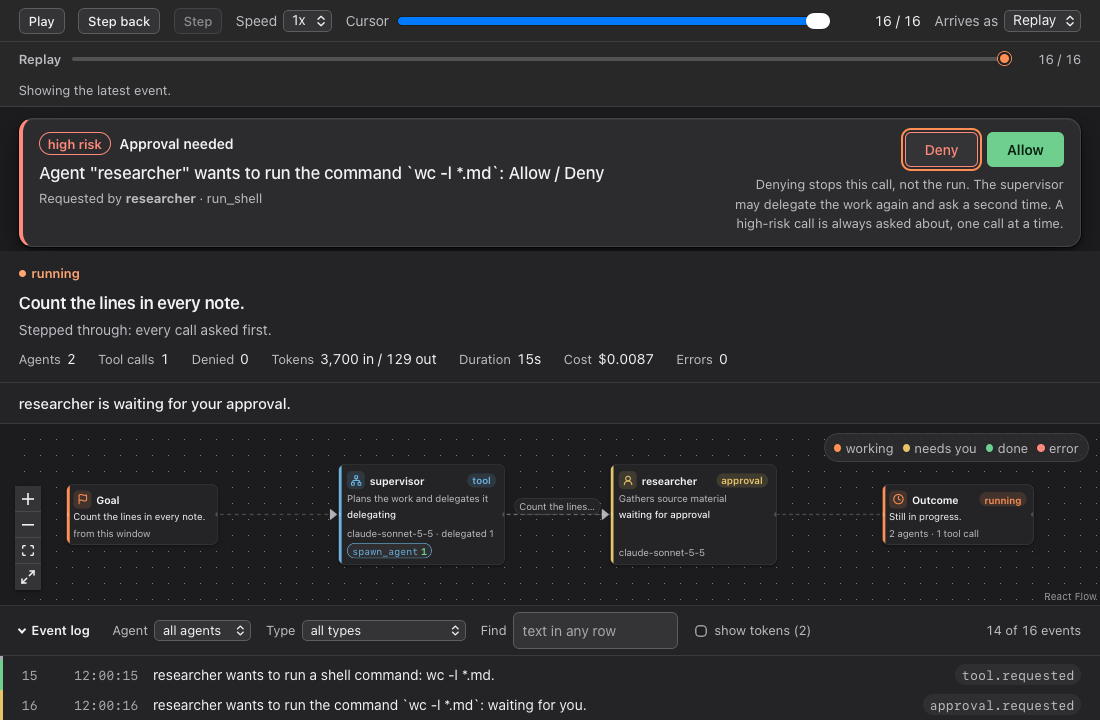 Play Step back Step Speed 1x Cursor 16 / 16 Arrives as Replay
Replay 16 / 16
Showing the latest event.
high risk Approval needed
Deny Allow
Agent "researcher" wants to run the command `wc -l *.md`: Allow / Deny
Requested by researcher · run_shell
Denying stops this call, not the run. The supervisor
may delegate the work again and ask a second time. A
high-risk call is always asked about, one call at a time.
running
Count the lines in every note.
Stepped through: every call asked first.
Agents 2 Tool calls 1 Denied 0 Tokens 3,700 in / 129 out Duration 15s Cost $0.0087 Errors 0
researcher is waiting for your approval.
working needs you done error
Goal
Count the lines in every note.
from this window
supervisor tool
Plans the work and delegates it
delegating
claude-sonnet-5-5 · delegated 1
spawn_agent 1
Count the lines...
researcher approval
Gathers source material
waiting for approval
claude-sonnet-5-5
Outcome running
Still in progress.
2 agents · 1 tool call
React Flow
Event log Agent all agents Type all types Find text in any row show tokens (2) 14 of 16 events
15 12:00:15 researcher wants to run a shell command: wc -l *.md. tool.requested
16 12:00:16 researcher wants to run the command `wc -l *.md`: waiting for you. approval.requested